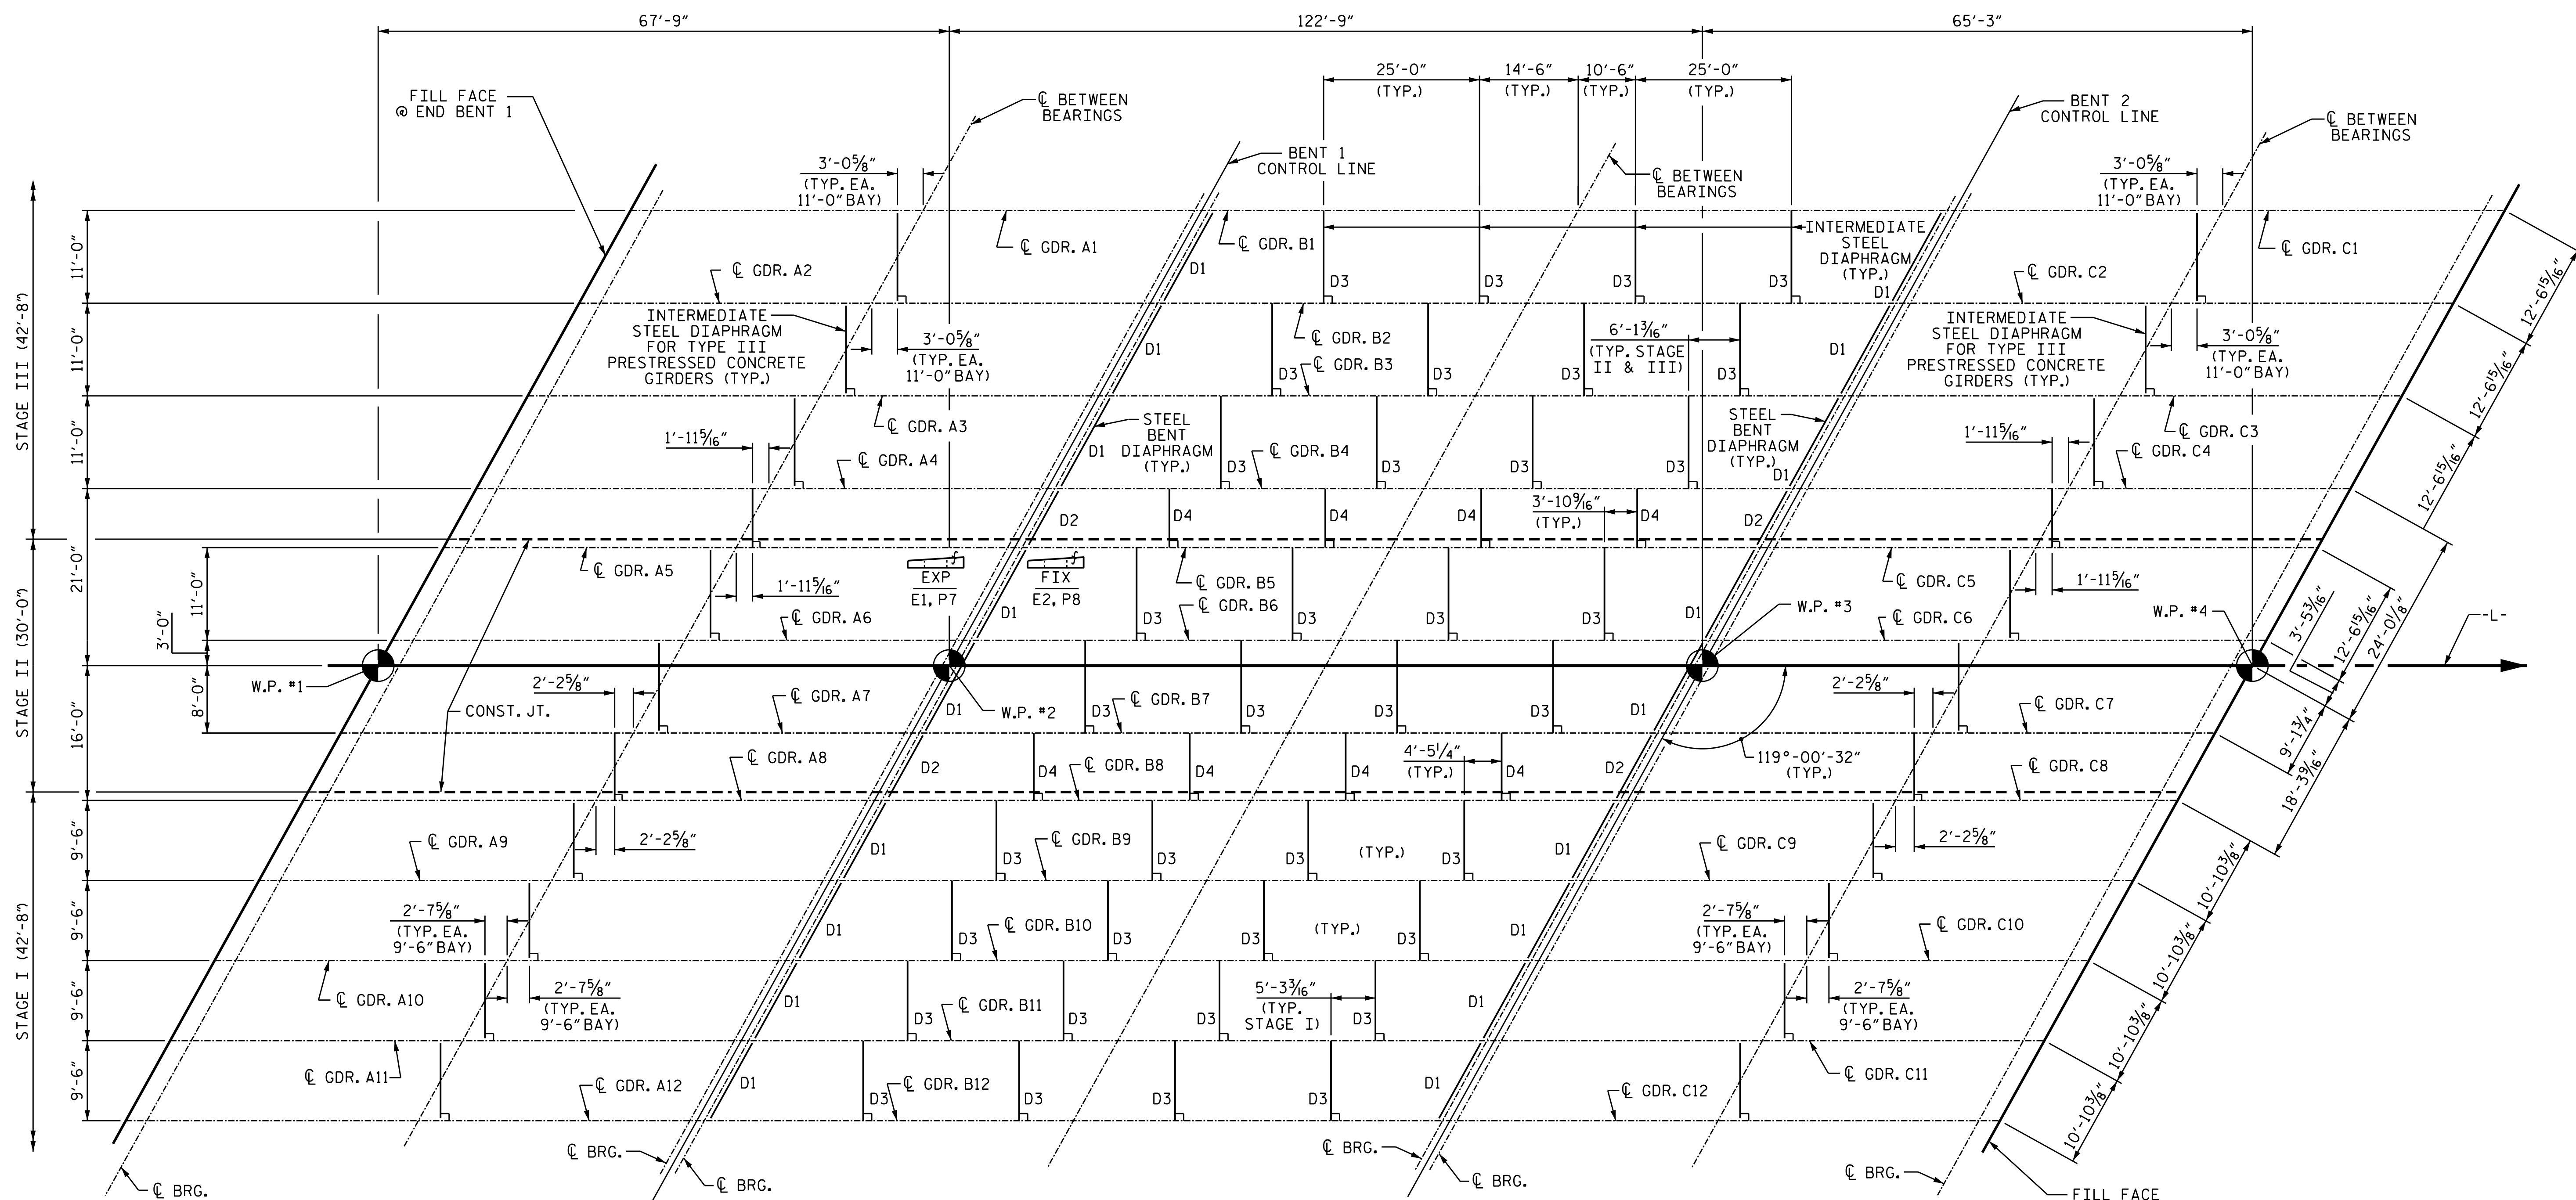 67'-9"
122'-9"
65'-3"
25'-0"
(TYP.)
14'-6"
(TYP.)
10'-6"
(TYP.)
25'-0"
(TYP.)
FILL FACE
@ END BENT 1
℄ BETWEEN
BEARINGS
BENT 1
CONTROL LINE
℄ BETWEEN
BEARINGS
BENT 2
CONTROL LINE
℄ BETWEEN
BEARINGS
3'-0⅝"
(TYP. EA.
11'-0" BAY)
3'-0⅝"
(TYP. EA.
11'-0" BAY)
STAGE III (42'-8")
STAGE II (30'-0")
STAGE I (42'-8")
11'-0"
11'-0"
11'-0"
21'-0"
16'-0"
9'-6"
9'-6"
9'-6"
9'-6"
11'-0"
3'-0"
8'-0"
℄ GDR. A1
℄ GDR. B1
D1
D3
D3
D3
D3
INTERMEDIATE
STEEL
DIAPHRAGM
(TYP.)
D1
℄ GDR. C1
℄ GDR. A2
℄ GDR. C2
INTERMEDIATE
STEEL DIAPHRAGM
FOR TYPE III
PRESTRESSED CONCRETE
GIRDERS (TYP.)
3'-0⅝"
(TYP. EA.
11'-0" BAY)
D1
℄ GDR. B2
℄ GDR. B3
D3
D3
D3
D3
6'-1³⁄₁₆"
(TYP. STAGE
II & III)
D1
INTERMEDIATE
STEEL DIAPHRAGM
FOR TYPE III
PRESTRESSED CONCRETE
GIRDERS (TYP.)
3'-0⅝"
(TYP. EA.
11'-0" BAY)
℄ GDR. A3
1'-11⁵⁄₁₆"
℄ GDR. A4
D1
STEEL
BENT
DIAPHRAGM
(TYP.)
D3
℄ GDR. B4
D3
D3
D3
STEEL
BENT
DIAPHRAGM
(TYP.)
D1
1'-11⁵⁄₁₆"
℄ GDR. C3
℄ GDR. C4
D2
D4
D4
D4
3'-10⁹⁄₁₆"
(TYP.)
D4
D2
℄ GDR. A5
1'-11⁵⁄₁₆"
℄ GDR. A6
EXP
E1, P7
FIX
E2, P8
D1
D3
℄ GDR. B5
℄ GDR. B6
D3
D3
D3
D1
℄ GDR. C5
℄ GDR. C6
1'-11⁵⁄₁₆"
W.P. #1
W.P. #2
W.P. #3
W.P. #4
-L-
CONST. JT.
2'-2⅝"
℄ GDR. A7
D1
D3
℄ GDR. B7
D3
D3
D3
D1
119°-00'-32"
(TYP.)
2'-2⅝"
℄ GDR. C7
℄ GDR. A8
D2
D4
℄ GDR. B8
D4
D4
4'-5¼"
(TYP.)
D4
D2
℄ GDR. C8
℄ GDR. A9
2'-2⅝"
D1
D3
℄ GDR. B9
D3
D3
(TYP.)
D3
D1
℄ GDR. C9
2'-2⅝"
2'-7⅝"
(TYP. EA.
9'-6" BAY)
D1
D3
℄ GDR. B10
D3
D3
(TYP.)
D3
D1
2'-7⅝"
(TYP. EA.
9'-6" BAY)
℄ GDR. C10
℄ GDR. A10
2'-7⅝"
(TYP. EA.
9'-6" BAY)
D1
D3
℄ GDR. B11
D3
D3
5'-3³⁄₁₆"
(TYP.
STAGE I)
D3
D1
2'-7⅝"
(TYP. EA.
9'-6" BAY)
℄ GDR. A11
℄ GDR. A12
D1
D3
℄ GDR. B12
D3
D3
D3
D1
℄ GDR. C12
℄ GDR. C11
12'-6¹⁵⁄₁₆"
12'-6¹⁵⁄₁₆"
12'-6¹⁵⁄₁₆"
24'-0⅛"
12'-6¹⁵⁄₁₆"
3'-5³⁄₁₆"
9'-1¾"
18'-3⁹⁄₁₆"
10'-10⅜"
10'-10⅜"
10'-10⅜"
10'-10⅜"
℄ BRG.
℄ BRG.
℄ BRG.
℄ BRG.
℄ BRG.
℄ BRG.
FILL FACE